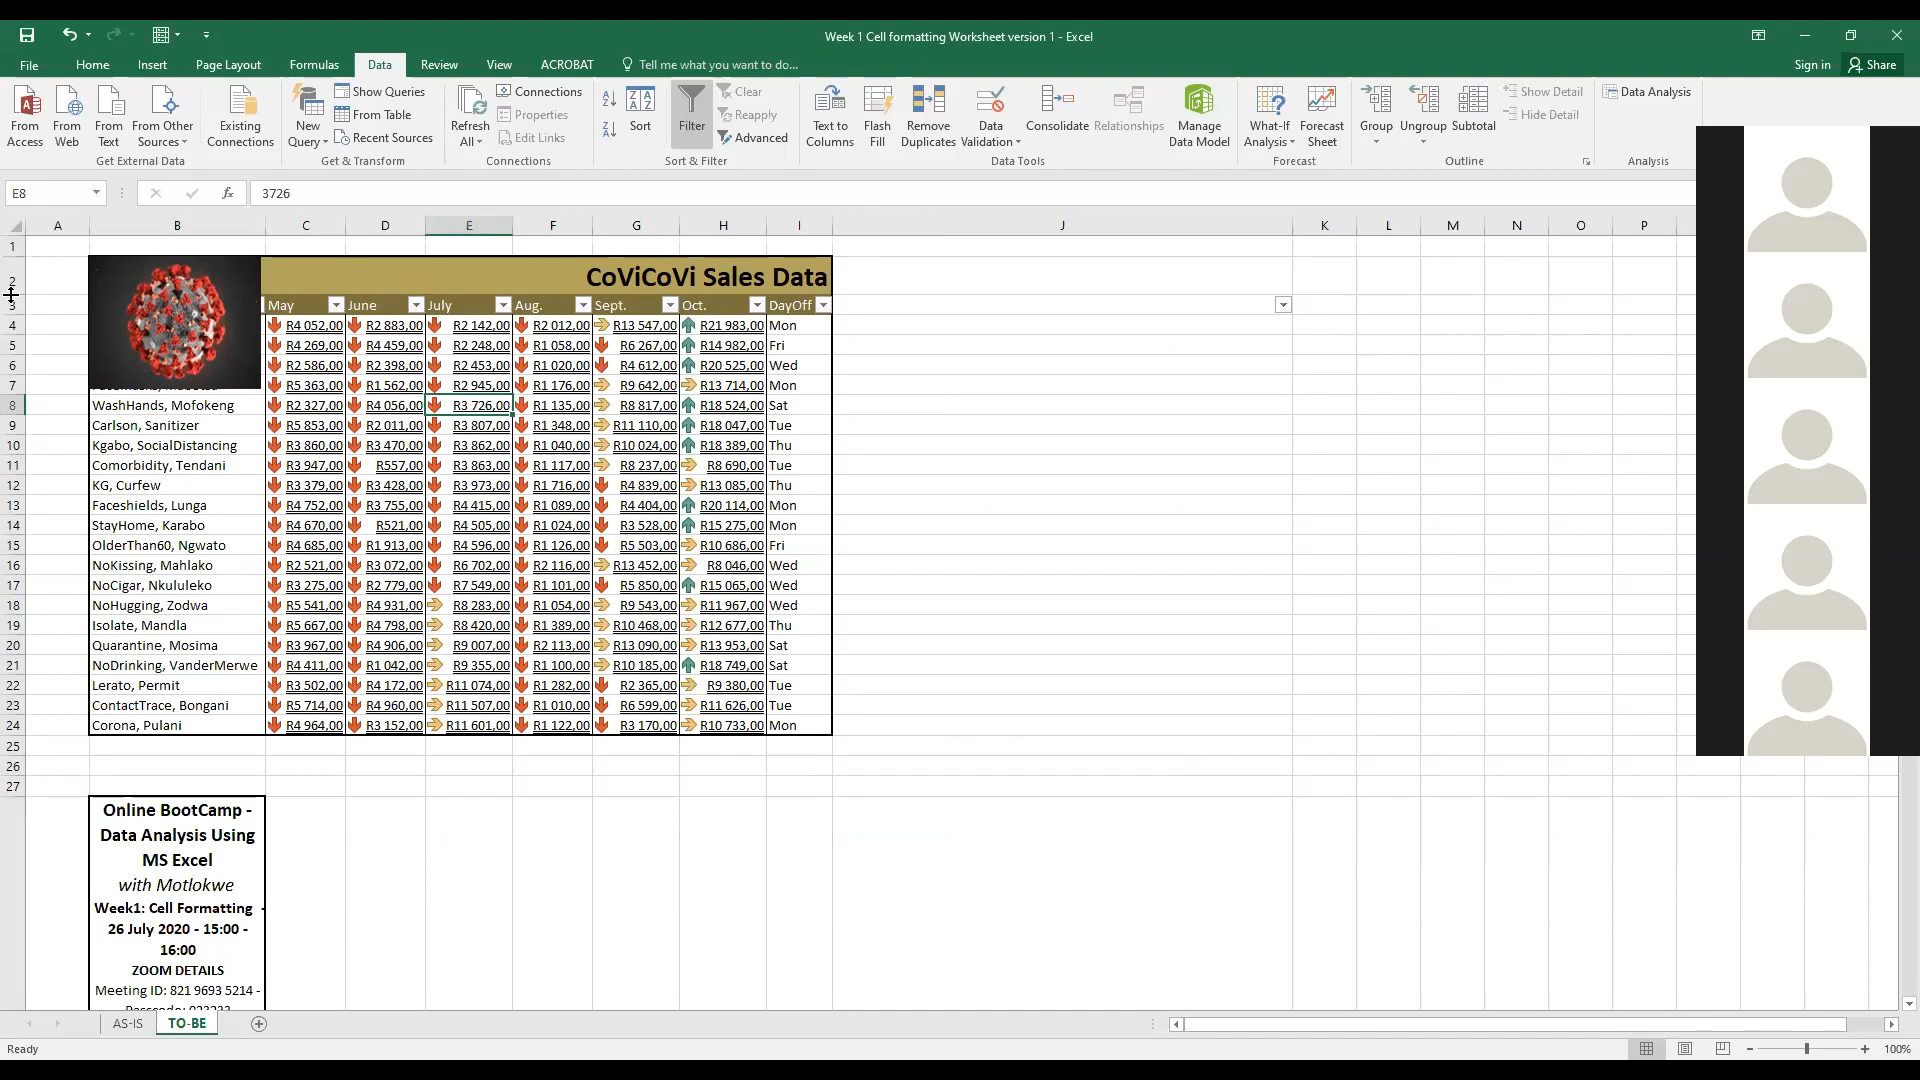 Week 1 Cell formatting Worksheet version 1 - Excel
File Home Insert Page Layout Formulas Data Review View ACROBAT Tell me what you want to do... Sign in Share
From Access From Web From Text From Other Sources Existing Connections
Get External Data
New Query Show Queries From Table Recent Sources
Get & Transform
Refresh All Connections Properties Edit Links
Connections
Sort Filter Clear Reapply Advanced
Sort & Filter
Text to Columns Flash Fill Remove Duplicates Data Validation Consolidate Relationships Manage Data Model
Data Tools
What-If Analysis Forecast Sheet
Forecast
Group Ungroup Subtotal Show Detail Hide Detail
Outline
Data Analysis
Analysis
E8 fx 3726
A B C D E F G H I J K L M N O P
1
2 CoViCoVi Sales Data
3 May June July Aug. Sept. Oct. DayOff
4 R4 052,00 R2 883,00 R2 142,00 R2 012,00 R13 547,00 R21 983,00 Mon
5 R4 269,00 R4 459,00 R2 248,00 R1 058,00 R6 267,00 R14 982,00 Fri
6 R2 586,00 R2 398,00 R2 453,00 R1 020,00 R4 612,00 R20 525,00 Wed
7 R5 363,00 R1 562,00 R2 945,00 R1 176,00 R9 642,00 R13 714,00 Mon
8 WashHands, Mofokeng R2 327,00 R4 056,00 R3 726,00 R1 135,00 R8 817,00 R18 524,00 Sat
9 Carlson, Sanitizer R5 853,00 R2 011,00 R3 807,00 R1 348,00 R11 110,00 R18 047,00 Tue
10 Kgabo, SocialDistancing R3 860,00 R3 470,00 R3 862,00 R1 040,00 R10 024,00 R18 389,00 Thu
11 Comorbidity, Tendani R3 947,00 R557,00 R3 863,00 R1 117,00 R8 237,00 R8 690,00 Tue
12 KG, Curfew R3 379,00 R3 428,00 R3 973,00 R1 716,00 R4 839,00 R13 085,00 Thu
13 Faceshields, Lunga R4 752,00 R3 755,00 R4 415,00 R1 089,00 R4 404,00 R20 114,00 Mon
14 StayHome, Karabo R4 670,00 R521,00 R4 505,00 R1 024,00 R3 528,00 R15 275,00 Mon
15 OlderThan60, Ngwato R4 685,00 R1 913,00 R4 596,00 R1 126,00 R5 503,00 R10 686,00 Fri
16 NoKissing, Mahlako R2 521,00 R3 072,00 R6 702,00 R2 116,00 R13 452,00 R8 046,00 Wed
17 NoCigar, Nkululeko R3 275,00 R2 779,00 R7 549,00 R1 101,00 R5 850,00 R15 065,00 Wed
18 NoHugging, Zodwa R5 541,00 R4 931,00 R8 283,00 R1 054,00 R9 543,00 R11 967,00 Wed
19 Isolate, Mandla R5 667,00 R4 798,00 R8 420,00 R1 389,00 R10 468,00 R12 677,00 Thu
20 Quarantine, Mosima R3 967,00 R4 906,00 R9 007,00 R2 113,00 R13 090,00 R13 953,00 Sat
21 NoDrinking, VanderMerwe R4 411,00 R1 042,00 R9 355,00 R1 100,00 R10 185,00 R18 749,00 Sat
22 Lerato, Permit R3 502,00 R4 172,00 R11 074,00 R1 282,00 R2 365,00 R9 380,00 Tue
23 ContactTrace, Bongani R5 714,00 R4 960,00 R11 507,00 R1 010,00 R6 599,00 R11 626,00 Tue
24 Corona, Pulani R4 964,00 R3 152,00 R11 601,00 R1 122,00 R3 170,00 R10 733,00 Mon
25
26
27
Online BootCamp -
Data Analysis Using
MS Excel
with Motlokwe
Week1: Cell Formatting -
26 July 2020 - 15:00 -
16:00
ZOOM DETAILS
Meeting ID: 821 9693 5214 -
AS-IS TO-BE
Ready 100%